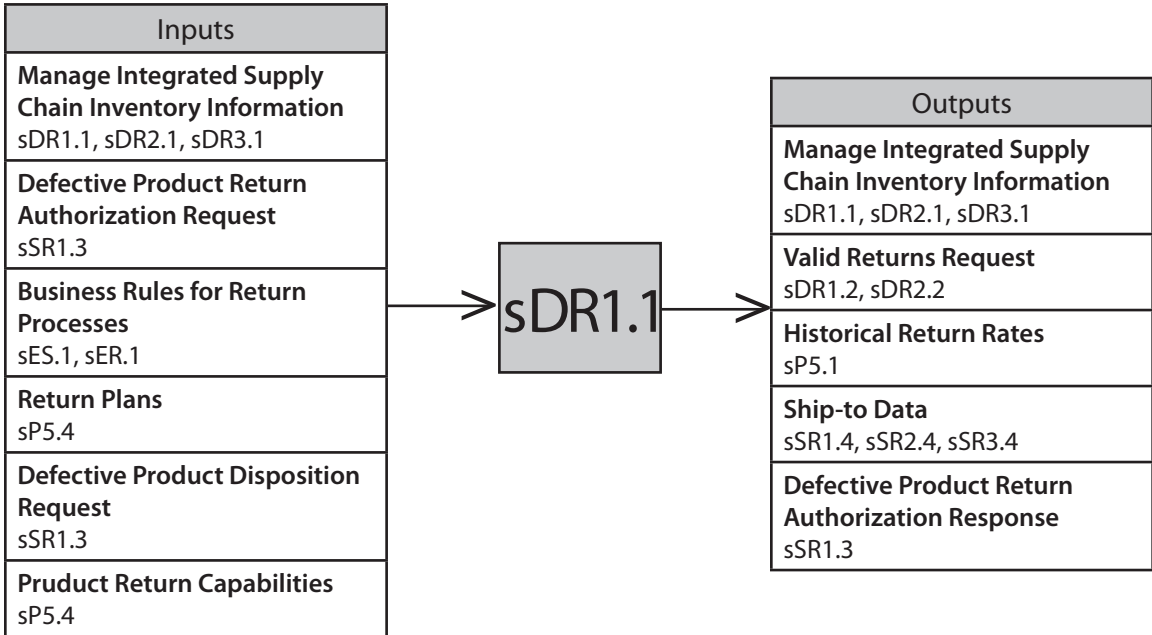 Inputs
Manage Integrated Supply
Chain Inventory Information
sDR1.1, sDR2.1, sDR3.1
Defective Product Return
Authorization Request
sSR1.3
Business Rules for Return
Processes
sES.1, sER.1
Return Plans
sP5.4
Defective Product Disposition
Request
sSR1.3
Pruduct Return Capabilities
sP5.4
sDR1.1
Outputs
Manage Integrated Supply
Chain Inventory Information
sDR1.1, sDR2.1, sDR3.1
Valid Returns Request
sDR1.2, sDR2.2
Historical Return Rates
sP5.1
Ship-to Data
sSR1.4, sSR2.4, sSR3.4
Defective Product Return
Authorization Response
sSR1.3